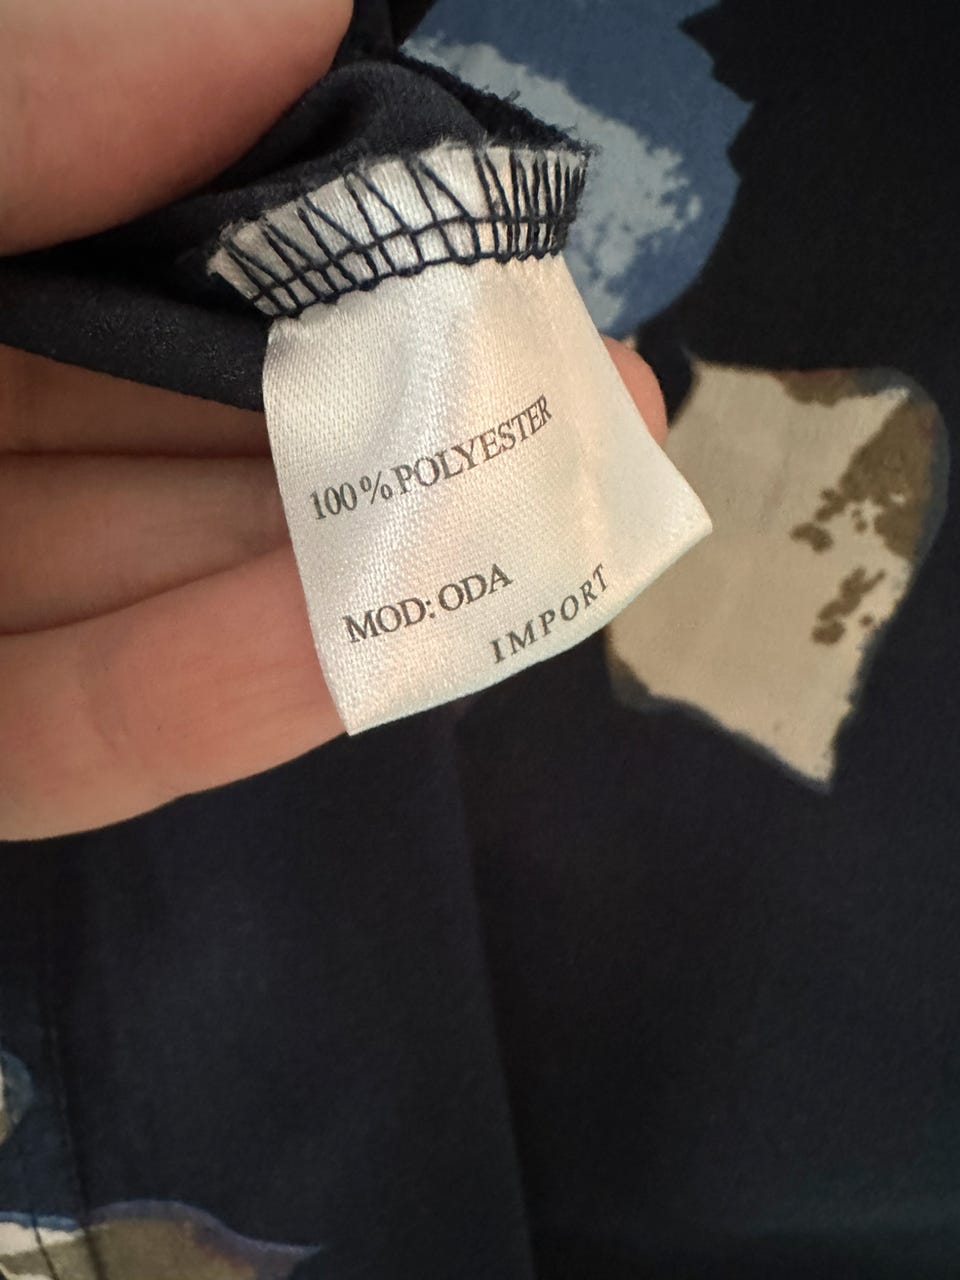 100% POLYESTER
MOD: ODA
IMPORT